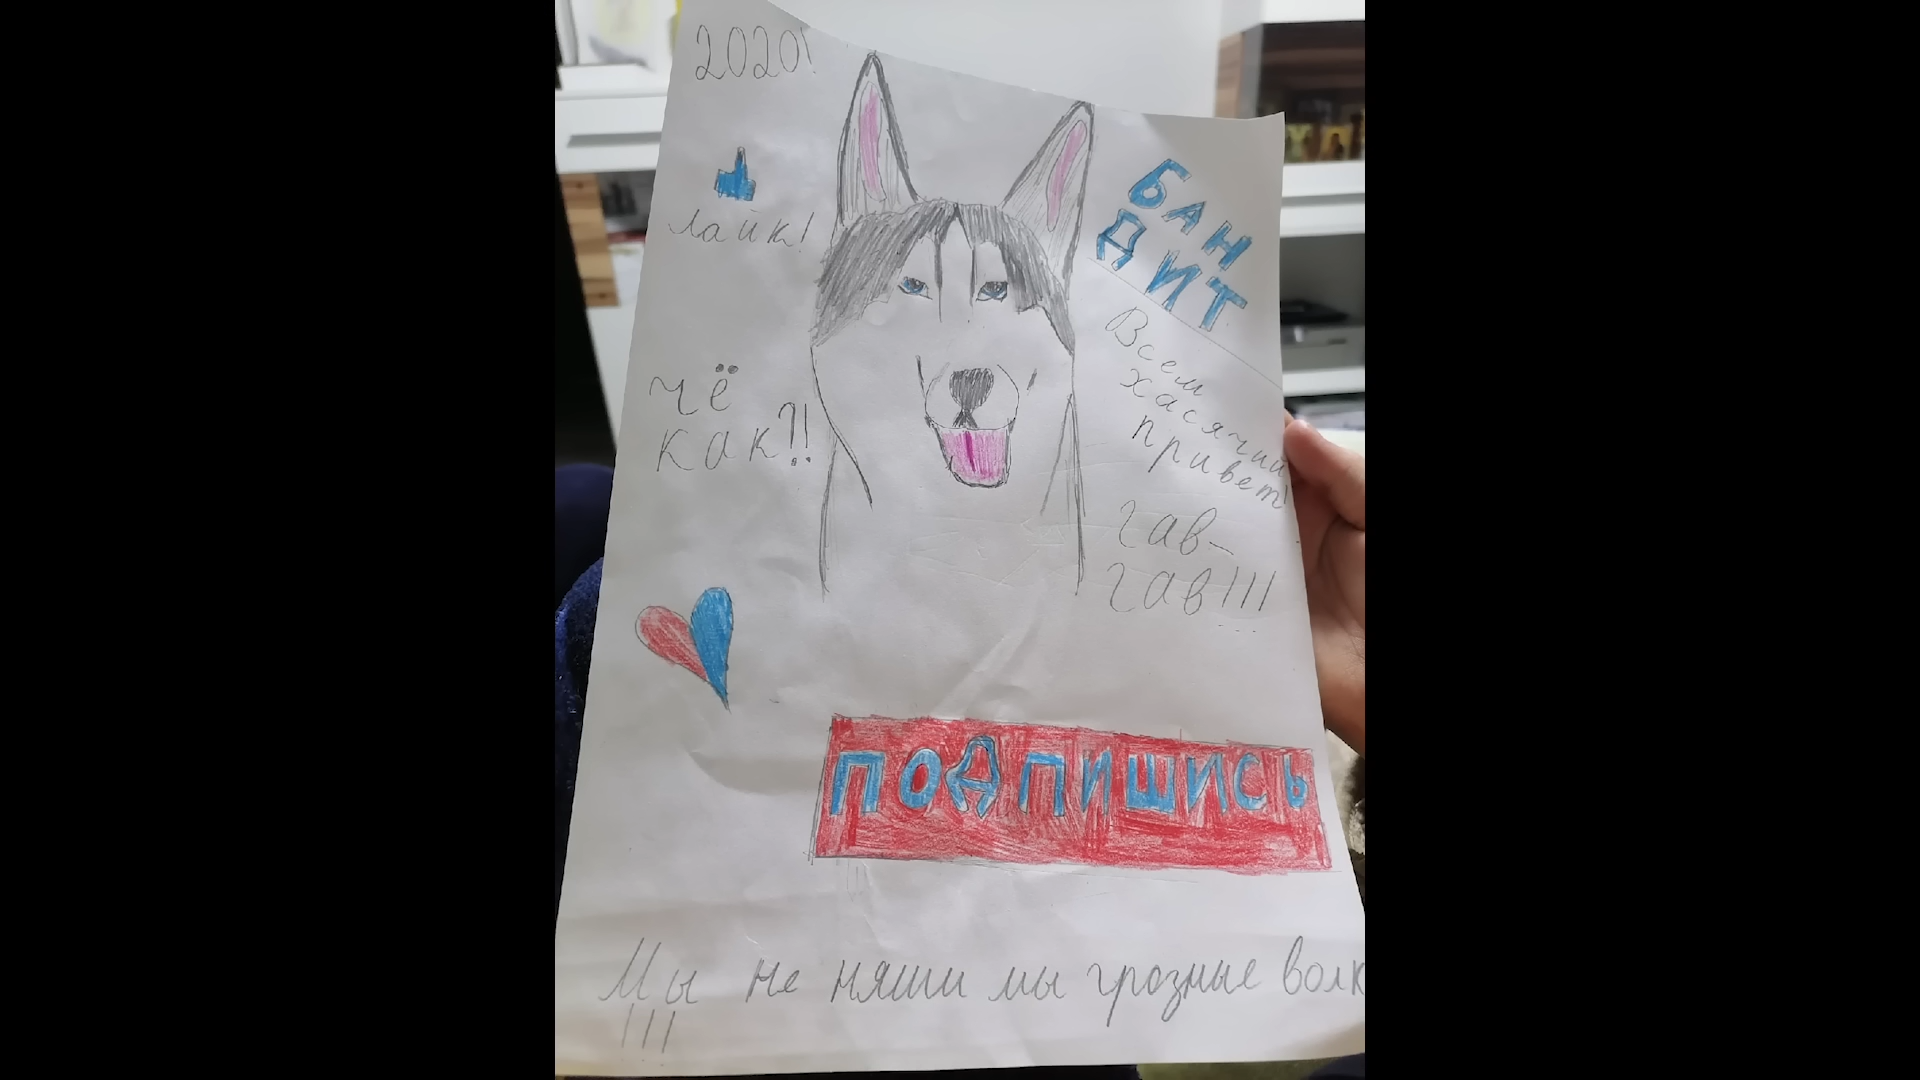 2020!
лайк!
БАН
ДИТ
Всем
хасячий
привет!
чё
как?!!
гав-
гав!!!
ПОДПИШИСЬ
Мы не няши мы грозные волк
!!!